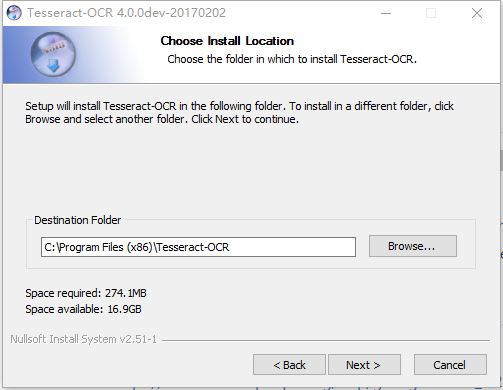 Tesseract-OCR 4.0.0dev-20170202
Choose Install Location
Choose the folder in which to install Tesseract-OCR.
Setup will install Tesseract-OCR in the following folder. To install in a different folder, click
Browse and select another folder. Click Next to continue.
Destination Folder
C:\Program Files (x86)\Tesseract-OCR
Browse...
Space required: 274.1MB
Space available: 16.9GB
Nullsoft Install System v2.51-1
< Back
Next >
Cancel